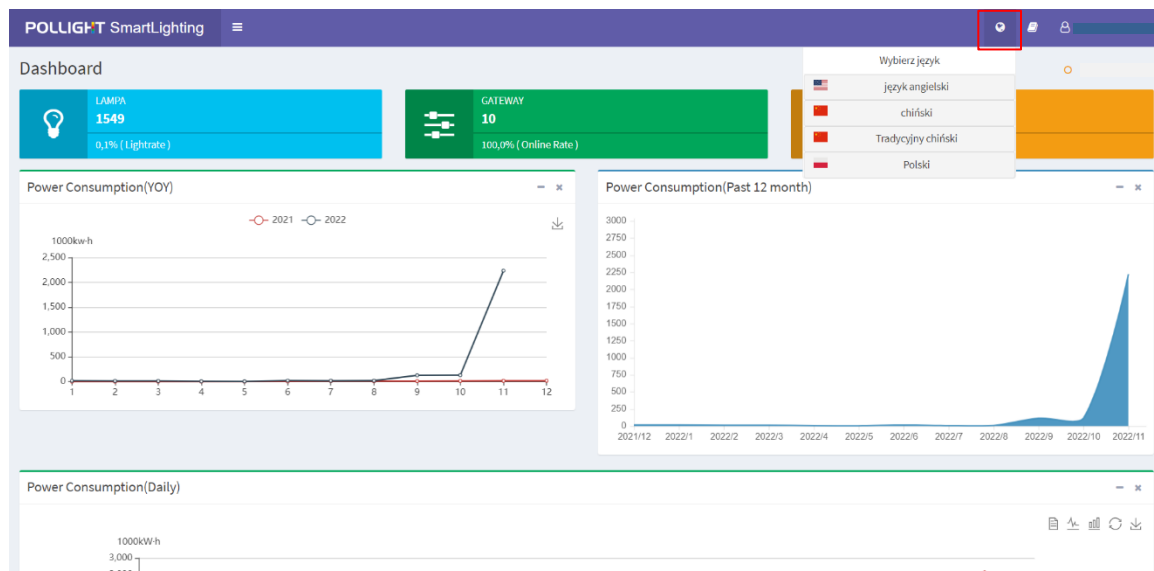 POLLIGHT SmartLighting
Dashboard
Wybierz język
język angielski
chiński
Tradycyjny chiński
Polski
LAMPA
1549
0,1% ( Lightrate )
GATEWAY
10
100,0% ( Online Rate )
Power Consumption(YOY)
2021
2022
1000kw·h
2,500
2,000
1,500
1,000
500
0
1 2 3 4 5 6 7 8 9 10 11 12
Power Consumption(Past 12 month)
3000
2750
2500
2250
2000
1750
1500
1250
1000
750
500
250
0
2021/12 2022/1 2022/2 2022/3 2022/4 2022/5 2022/6 2022/7 2022/8 2022/9 2022/10 2022/11
Power Consumption(Daily)
1000kW·h
3,000